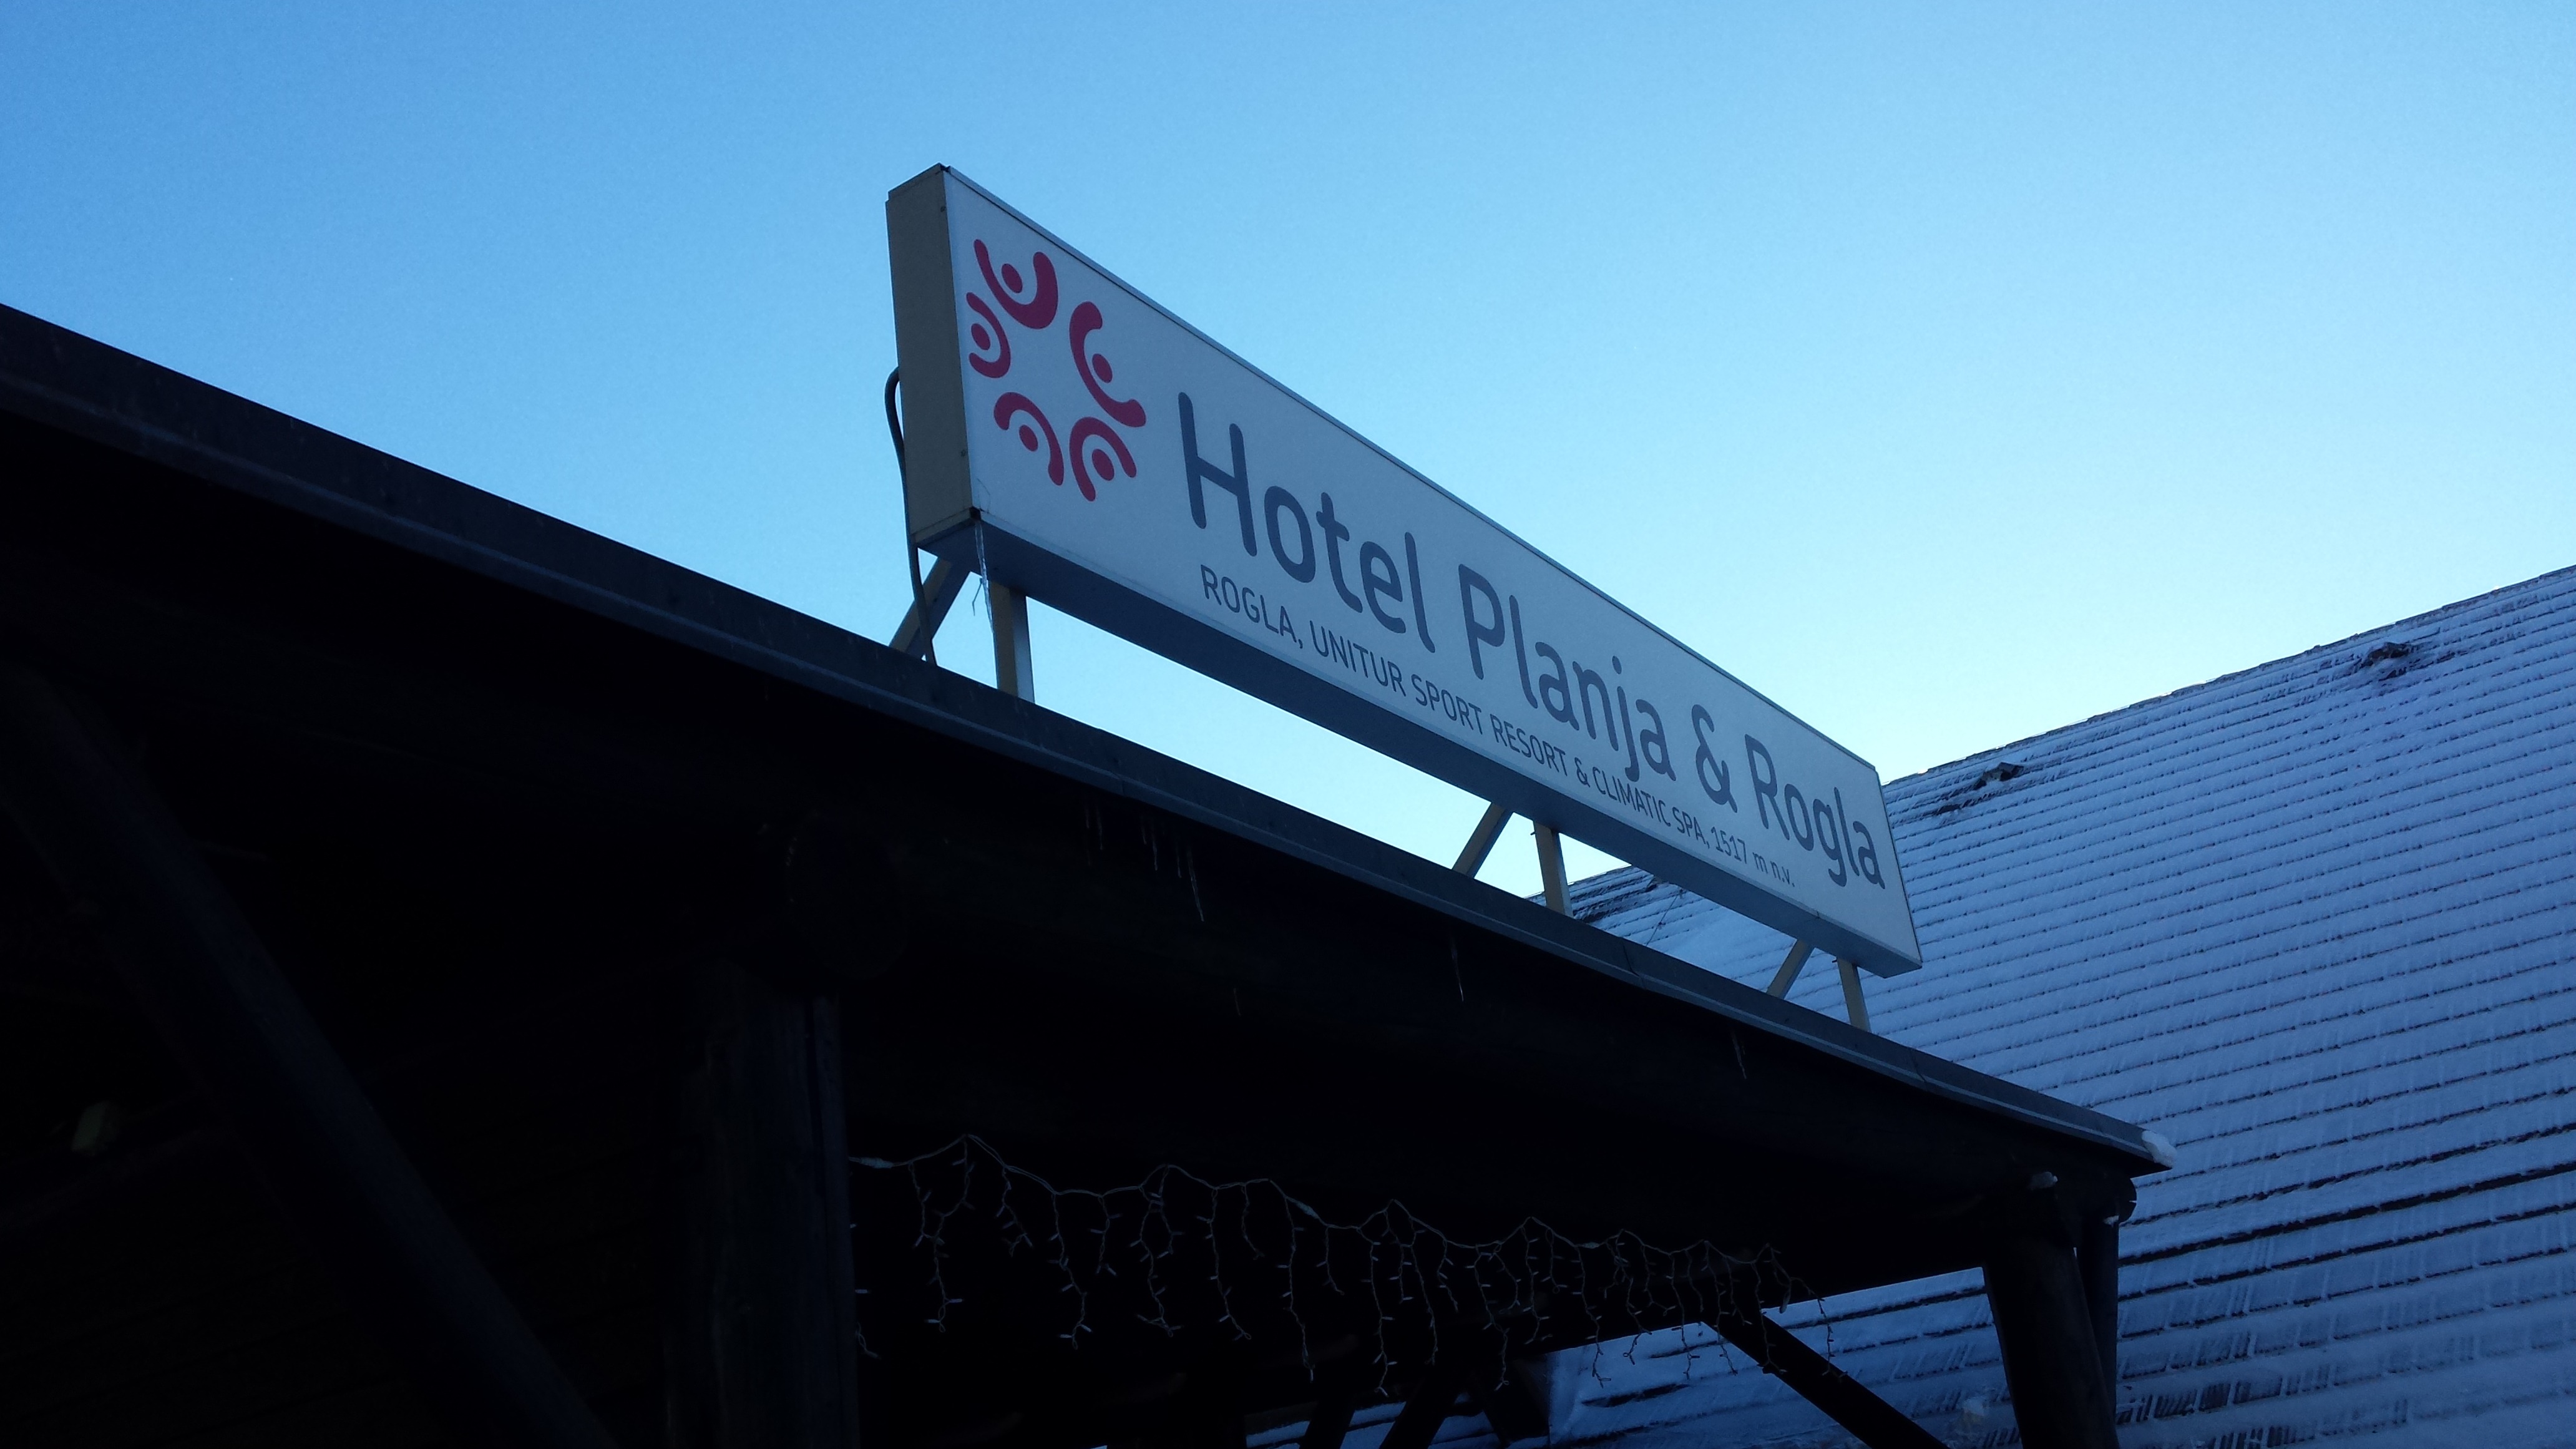 Hotel Planja & Rogla
ROGLA, UNITUR SPORT RESORT & CLIMATIC SPA, 1517 m n.v.